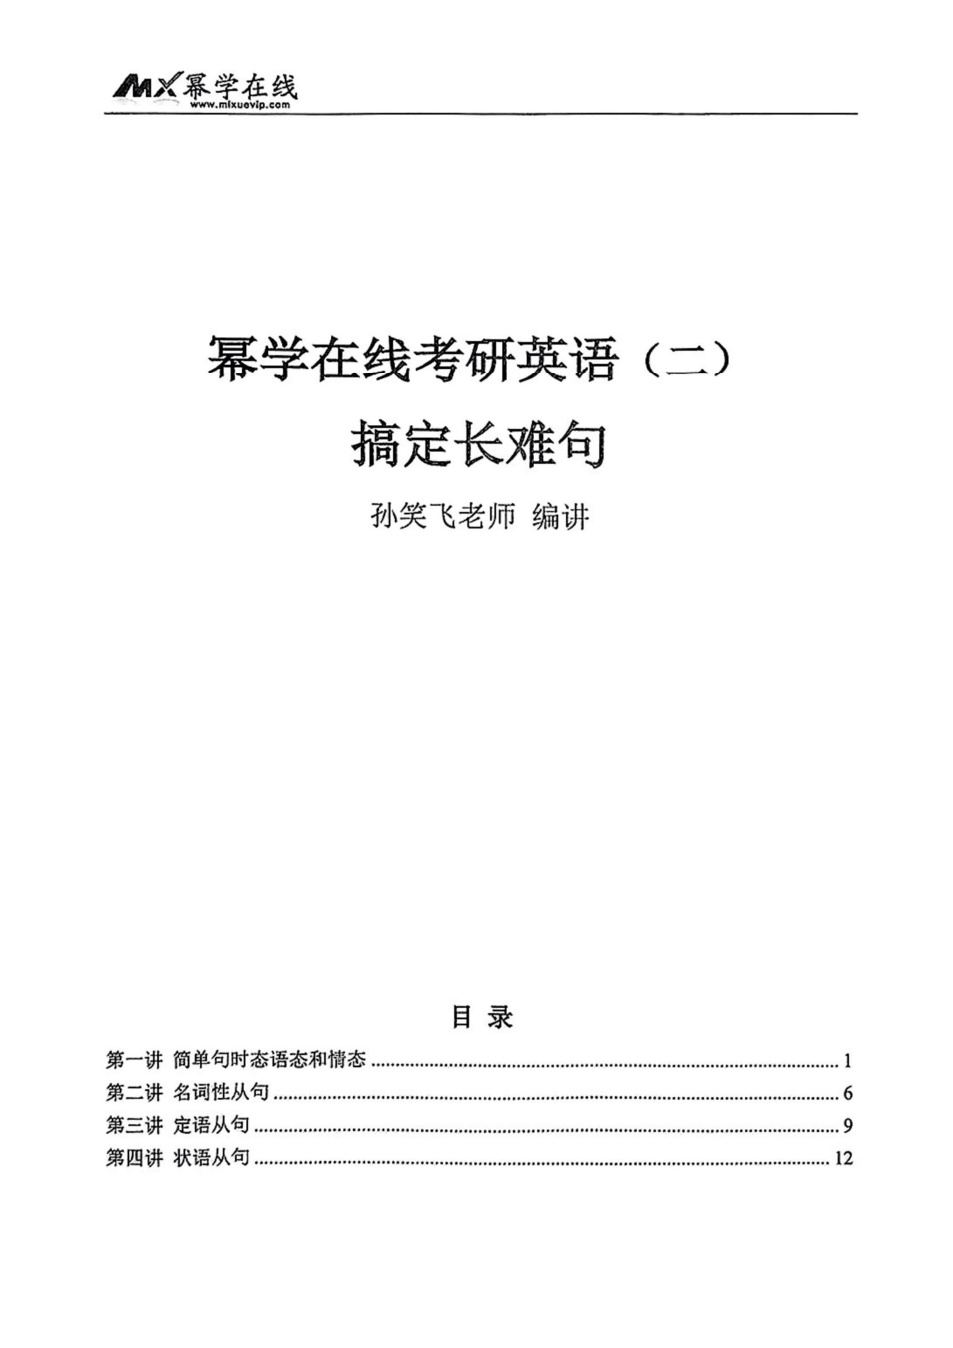 MX幂学在线
www.mixuevip.com
幂学在线考研英语（二）
搞定长难句
孙笑飞老师 编讲
目 录
第一讲 简单句时态语态和情态 1
第二讲 名词性从句 6
第三讲 定语从句 9
第四讲 状语从句 12